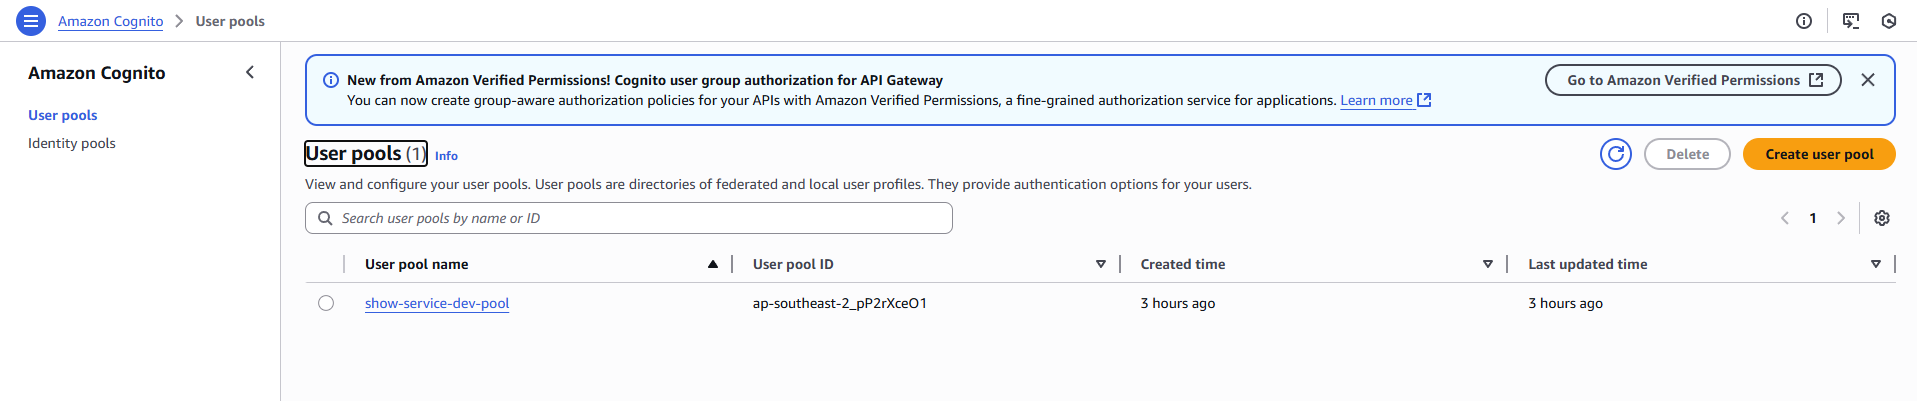 Amazon Cognito > User pools
Amazon Cognito
User pools
Identity pools
New from Amazon Verified Permissions! Cognito user group authorization for API Gateway
You can now create group-aware authorization policies for your APIs with Amazon Verified Permissions, a fine-grained authorization service for applications. Learn more
Go to Amazon Verified Permissions
User pools (1) Info
Delete
Create user pool
View and configure your user pools. User pools are directories of federated and local user profiles. They provide authentication options for your users.
Search user pools by name or ID
1
User pool name User pool ID Created time Last updated time
show-service-dev-pool ap-southeast-2_pP2rXceO1 3 hours ago 3 hours ago